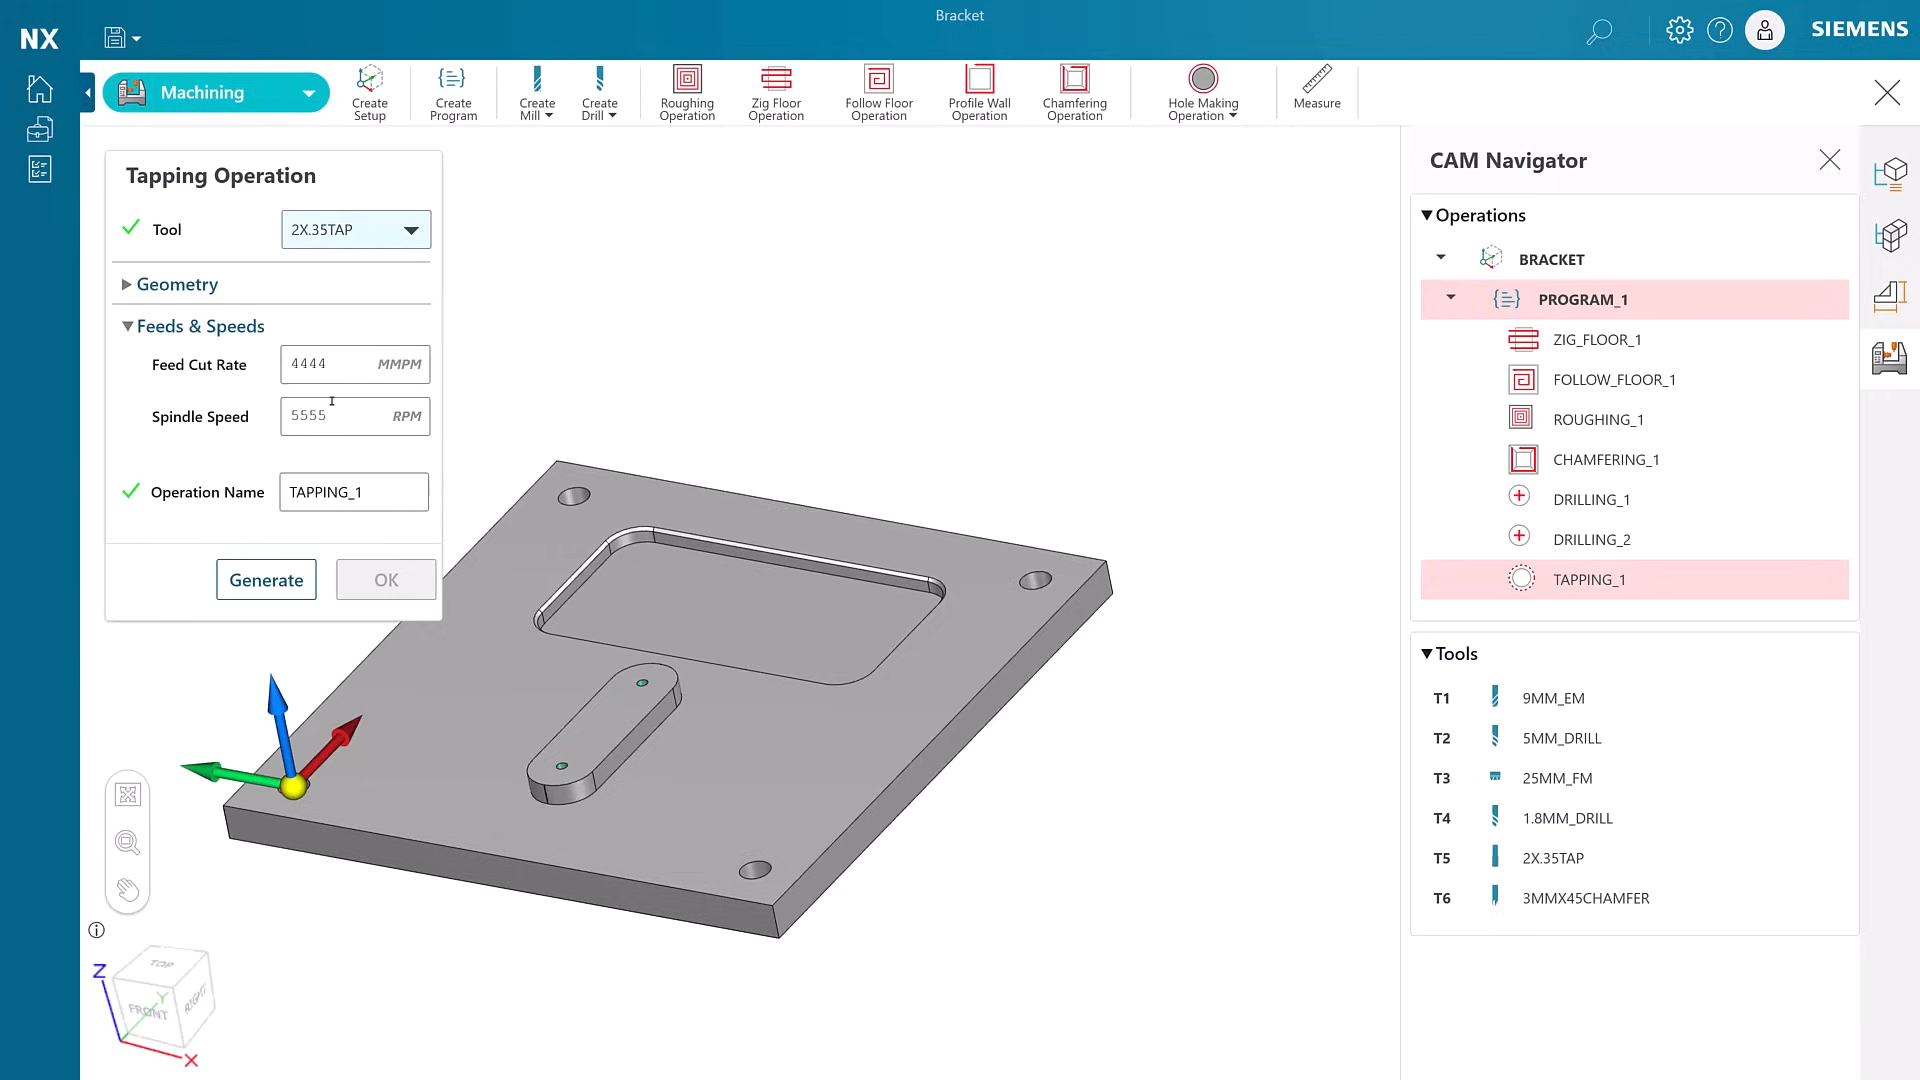 Bracket
NX
SIEMENS
Machining
Create Setup
Create Program
Create Mill
Create Drill
Roughing Operation
Zig Floor Operation
Follow Floor Operation
Profile Wall Operation
Chamfering Operation
Hole Making Operation
Measure
Tapping Operation
Tool 2X.35TAP
Geometry
Feeds & Speeds
Feed Cut Rate 4444 MMPM
Spindle Speed 5555 RPM
Operation Name TAPPING_1
Generate OK
CAM Navigator
Operations
BRACKET
PROGRAM_1
ZIG_FLOOR_1
FOLLOW_FLOOR_1
ROUGHING_1
CHAMFERING_1
DRILLING_1
DRILLING_2
TAPPING_1
Tools
T1 9MM_EM
T2 5MM_DRILL
T3 25MM_FM
T4 1.8MM_DRILL
T5 2X.35TAP
T6 3MMX45CHAMFER
Z
TOP
Y
FRONT
RIGHT
X